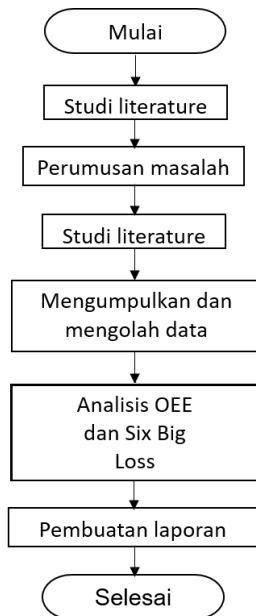 Mulai
Studi literature
Perumusan masalah
Studi literature
Mengumpulkan dan
mengolah data
Analisis OEE
dan Six Big
Loss
Pembuatan laporan
Selesai